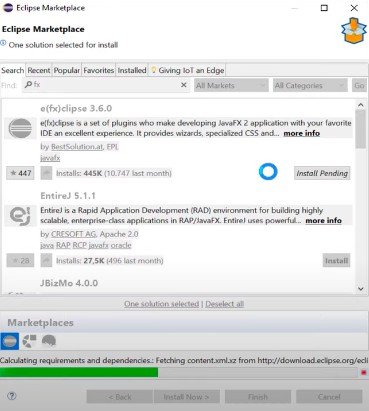 Eclipse Marketplace
Eclipse Marketplace
One solution selected for install
Search Recent Popular Favorites Installed Giving IoT an Edge
Find: fx All Markets All Categories Go
e(fx)clipse 3.6.0
e(fx)clipse is a set of plugins who make developing JavaFX 2 application with your favorite
IDE an excellent experience. It provides wizards, specialized CSS and... more info
by BestSolution.at, EPL
javafx
447 Installs: 445K (10.747 last month) Install Pending
EntireJ 5.1.1
EntireJ is a Rapid Application Development (RAD) environment for building highly
scalable, enterprise-class applications in RAP/JavaFX. EntireJ uses powerful... more info
by CRESOFT AG, Apache 2.0
java RAP RCP javafx oracle
28 Installs: 27,5K (496 last month) Install
JBizMo 4.0.0
One solution selected | Deselect all
Marketplaces
Calculating requirements and dependencies.: Fetching content.xml.xz from http://download.eclipse.org/ecli
< Back Install Now > Finish Cancel